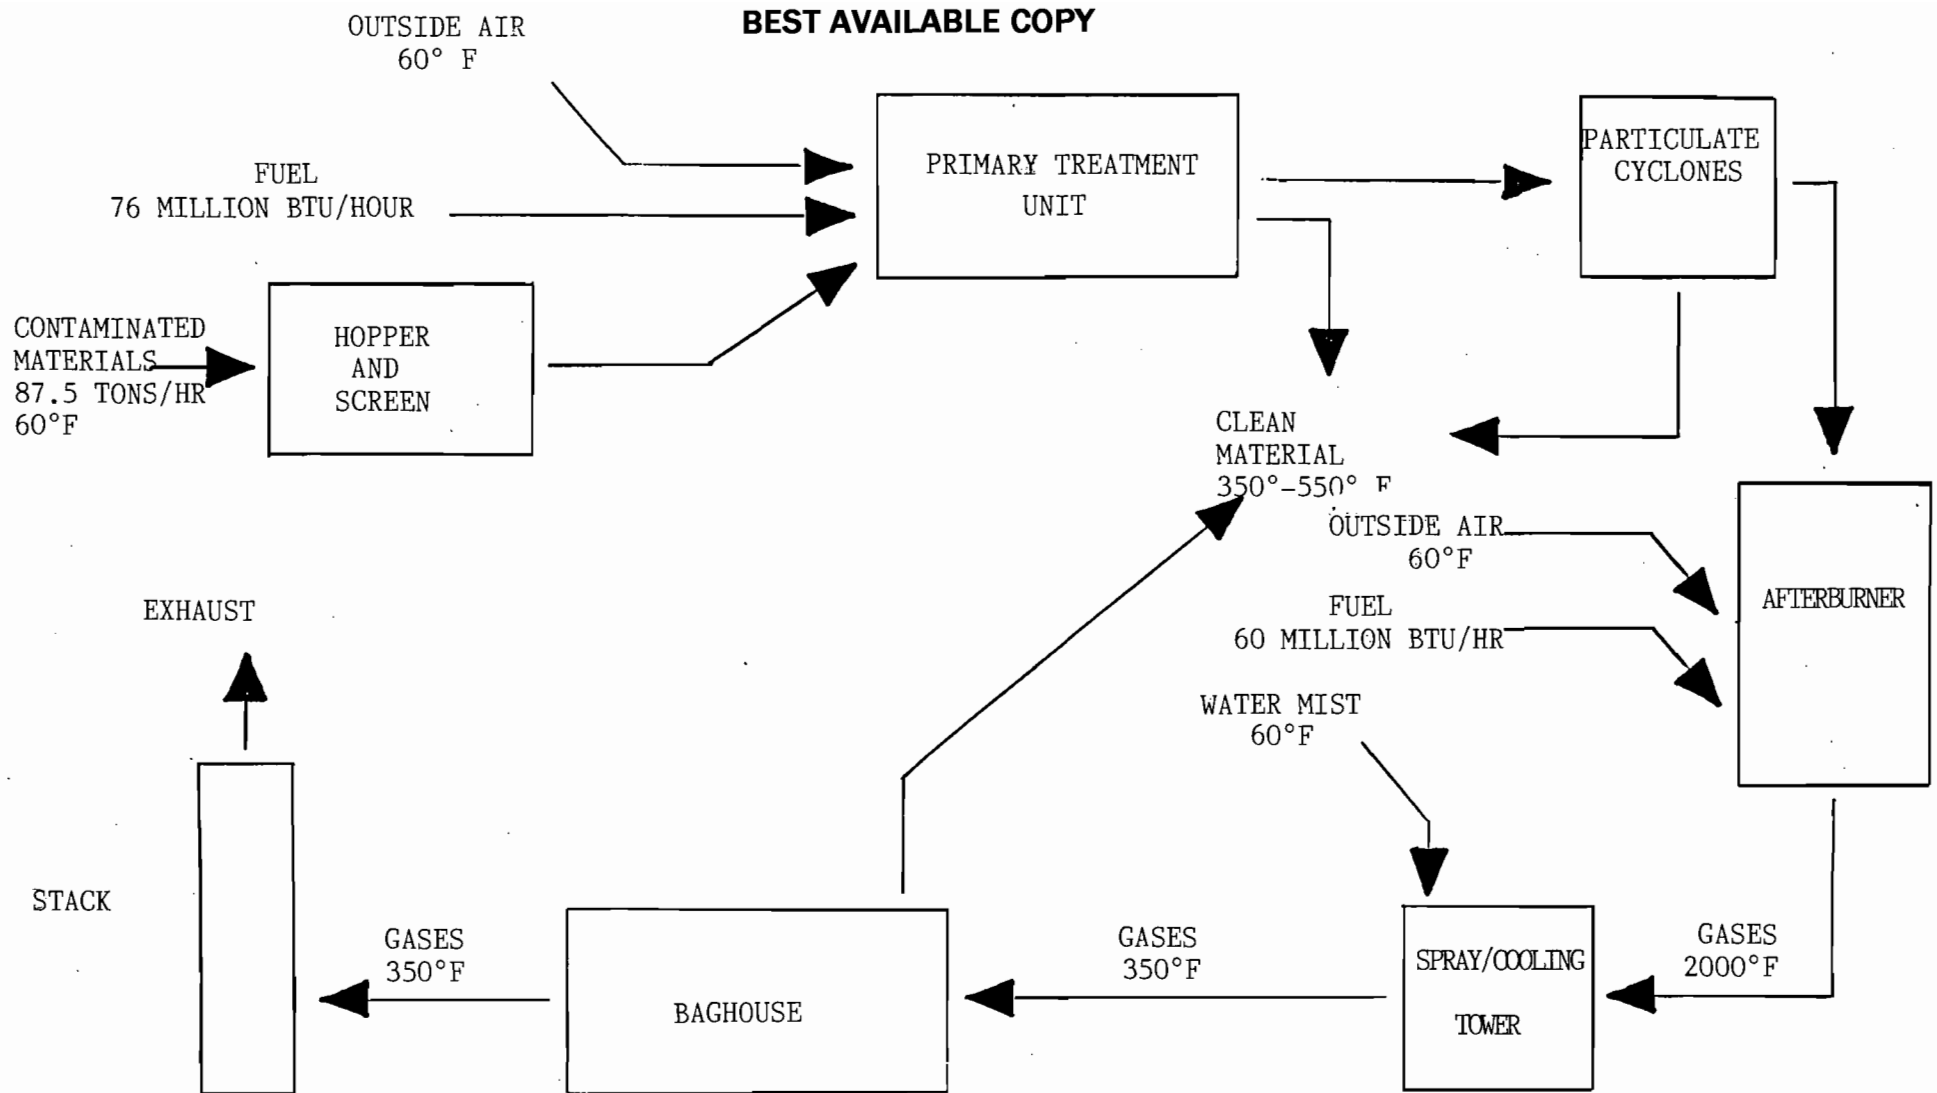 BEST AVAILABLE COPY
OUTSIDE AIR
60° F
FUEL
76 MILLION BTU/HOUR
CONTAMINATED
MATERIALS
87.5 TONS/HR
60°F
HOPPER
AND
SCREEN
PRIMARY TREATMENT
UNIT
PARTICULATE
CYCLONES
CLEAN
MATERIAL
350°-550° F
OUTSIDE AIR
60°F
FUEL
60 MILLION BTU/HR
AFTERBURNER
WATER MIST
60°F
GASES
2000°F
SPRAY/COOLING
TOWER
GASES
350°F
BAGHOUSE
GASES
350°F
STACK
EXHAUST